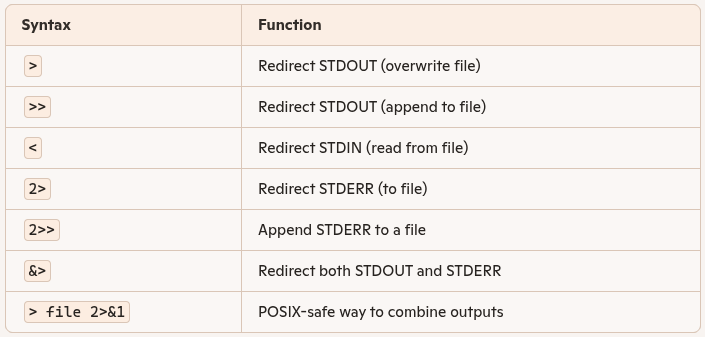 Syntax Function
> Redirect STDOUT (overwrite file)
>> Redirect STDOUT (append to file)
< Redirect STDIN (read from file)
2> Redirect STDERR (to file)
2>> Append STDERR to a file
&> Redirect both STDOUT and STDERR
> file 2>&1 POSIX-safe way to combine outputs